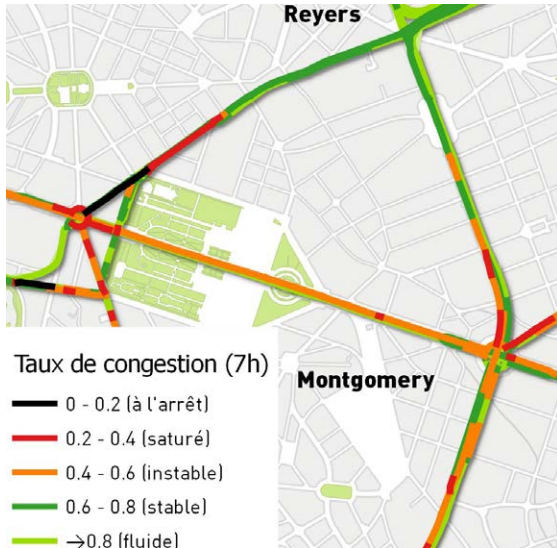 Reyers
Montgomery
Taux de congestion (7h)
0 - 0.2 (à l'arrêt)
0.2 - 0.4 (saturé)
0.4 - 0.6 (instable)
0.6 - 0.8 (stable)
→0.8 (fluide)